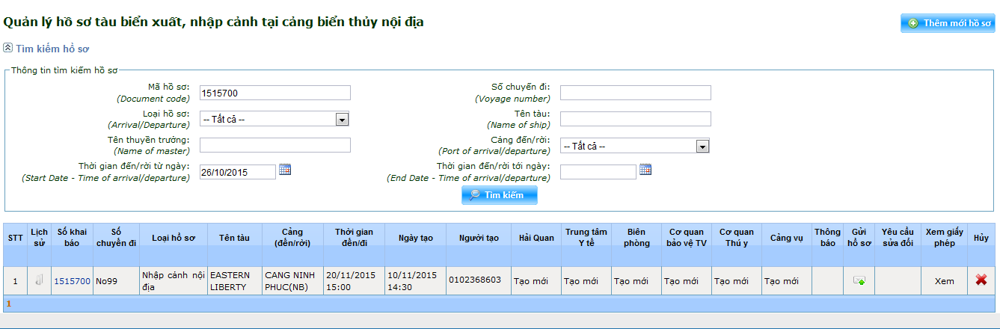 Quản lý hồ sơ tàu biển xuất, nhập cảnh tại cảng biển thủy nội địa
Thêm mới hồ sơ
Tìm kiếm hồ sơ
Thông tin tìm kiếm hồ sơ
Mã hồ sơ: 1515700 Số chuyến đi:
(Document code) (Voyage number)
Loại hồ sơ: -- Tất cả -- Tên tàu:
(Arrival/Departure) (Name of ship)
Tên thuyền trưởng: Cảng đến/rời: -- Tất cả --
(Name of master) (Port of arrival/departure)
Thời gian đến/rời từ ngày: 26/10/2015 Thời gian đến/rời tới ngày:
(Start Date - Time of arrival/departure) (End Date - Time of arrival/departure)
Tìm kiếm
STT Lịch sử Số khai báo Số chuyến đi Loại hồ sơ Tên tàu Cảng (đến/rời) Thời gian đến/đi Ngày tạo Người tạo Hải Quan Trung tâm Y tế Biên phòng Cơ quan bảo vệ TV Cơ quan Thú y Cảng vụ Thông báo Gửi hồ sơ Yêu cầu sửa đổi Xem giấy phép Hủy
1 1515700 No99 Nhập cảnh nội địa EASTERN LIBERTY CANG NINH PHUC(NB) 20/11/2015 15:00 10/11/2015 14:30 0102368603 Tạo mới Tạo mới Tạo mới Tạo mới Tạo mới Tạo mới Xem
1